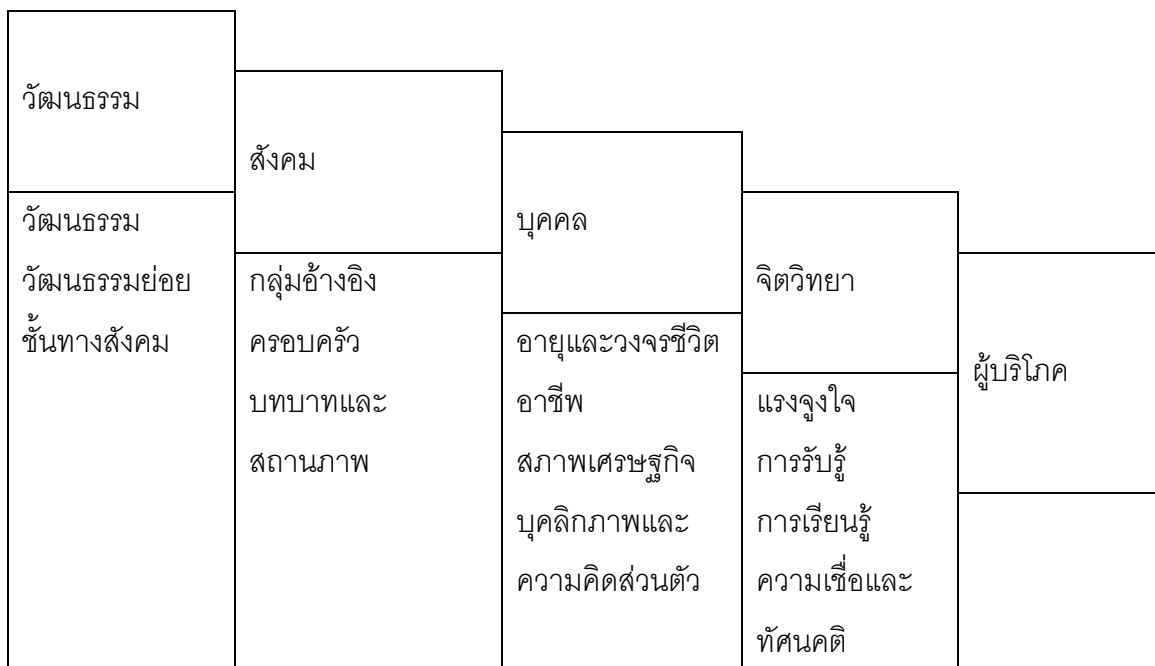 วัฒนธรรม
วัฒนธรรม
วัฒนธรรมย่อย
ชั้นทางสังคม
สังคม
กลุ่มอ้างอิง
ครอบครัว
บทบาทและ
สถานภาพ
บุคคล
อายุและวงจรชีวิต
อาชีพ
สภาพเศรษฐกิจ
บุคลิกภาพและ
ความคิดส่วนตัว
จิตวิทยา
แรงจูงใจ
การรับรู้
การเรียนรู้
ความเชื่อและ
ทัศนคติ
ผู้บริโภค